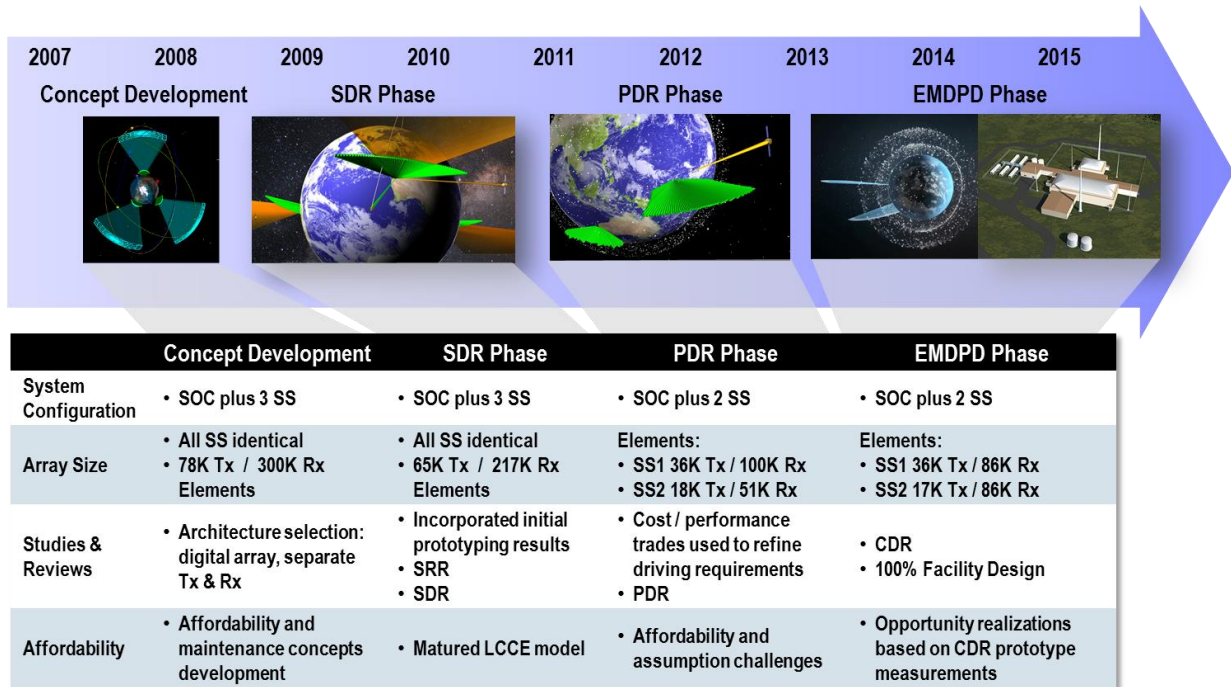 2007 2008 2009 2010 2011 2012 2013 2014 2015
Concept Development SDR Phase PDR Phase EMDPD Phase
Concept Development SDR Phase PDR Phase EMDPD Phase
System
Configuration
• SOC plus 3 SS
• SOC plus 3 SS
• SOC plus 2 SS
• SOC plus 2 SS
Array Size
• All SS identical
• 78K Tx / 300K Rx
Elements
• All SS identical
• 65K Tx / 217K Rx
Elements
Elements:
• SS1 36K Tx / 100K Rx
• SS2 18K Tx / 51K Rx
Elements:
• SS1 36K Tx / 86K Rx
• SS2 17K Tx / 86K Rx
Studies &
Reviews
• Architecture selection:
digital array, separate
Tx & Rx
• Incorporated initial
prototyping results
• SRR
• SDR
• Cost / performance
trades used to refine
driving requirements
• PDR
• CDR
• 100% Facility Design
Affordability
• Affordability and
maintenance concepts
development
• Matured LCCE model
• Affordability and
assumption challenges
• Opportunity realizations
based on CDR prototype
measurements